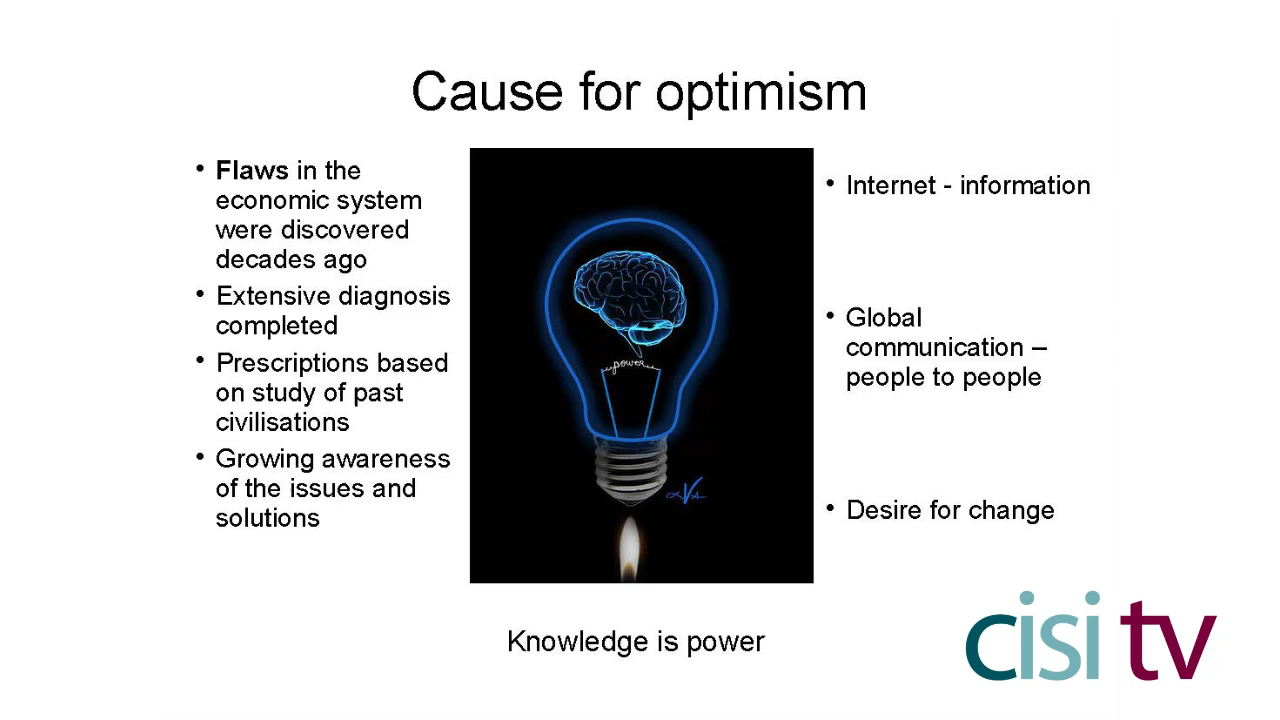 Cause for optimism
• Flaws in the
economic system
were discovered
decades ago
• Extensive diagnosis
completed
• Prescriptions based
on study of past
civilisations
• Growing awareness
of the issues and
solutions
power
• Internet - information
• Global
communication –
people to people
• Desire for change
Knowledge is power
cisi tv